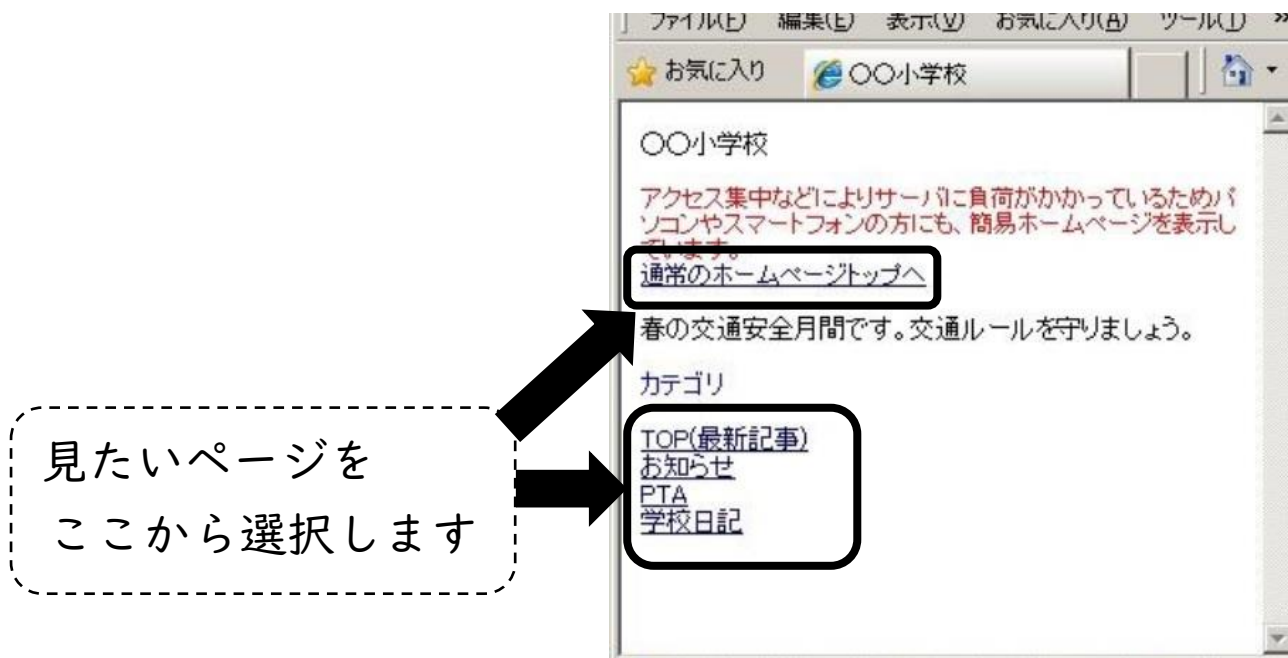 ファイル(F) 編集(E) 表示(V) お気に入り(A) ツール(T) »
お気に入り 〇〇小学校
〇〇小学校
アクセス集中などによりサーバに負荷がかかっているためパ
ソコンやスマートフォンの方にも、簡易ホームページを表示し
ています。
通常のホームページトップへ
春の交通安全月間です。交通ルールを守りましょう。
カテゴリ
TOP(最新記事)
お知らせ
PTA
学校日記
見たいページを
ここから選択します